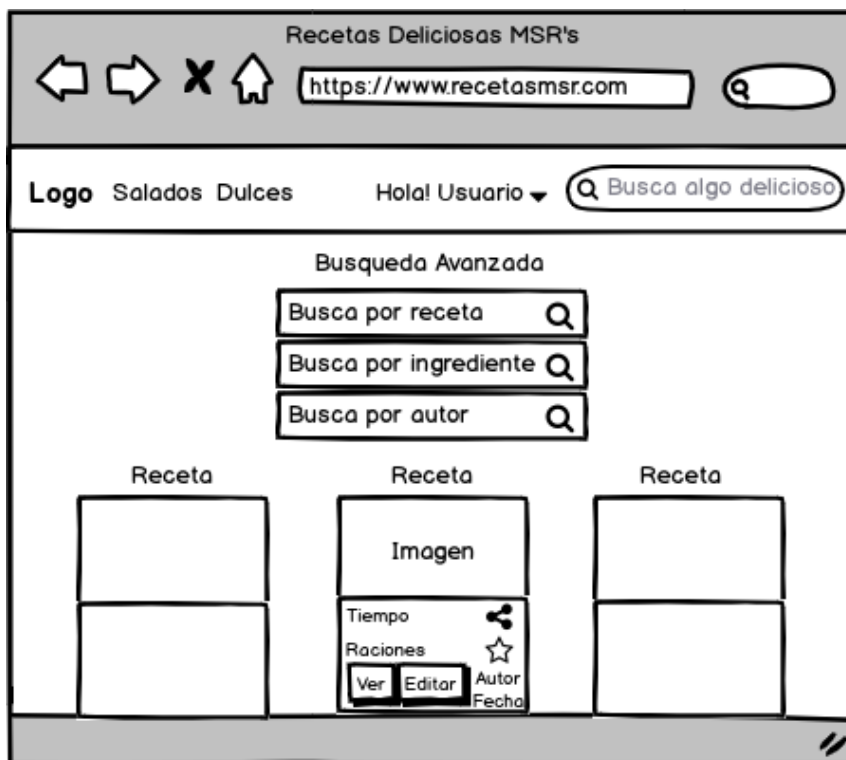 Recetas Deliciosas MSR's
https://www.recetasmsr.com
Logo Salados Dulces Hola! Usuario Busca algo delicioso
Busqueda Avanzada
Busca por receta
Busca por ingrediente
Busca por autor
Receta Receta Receta
Imagen
Tiempo
Raciones
Ver Editar Autor
Fecha